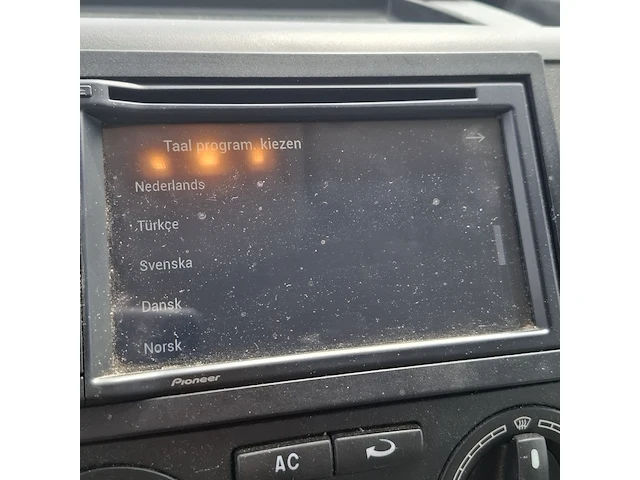 Taal program. kiezen
Nederlands
Türkçe
Svenska
Dansk
Norsk
Pioneer
AC